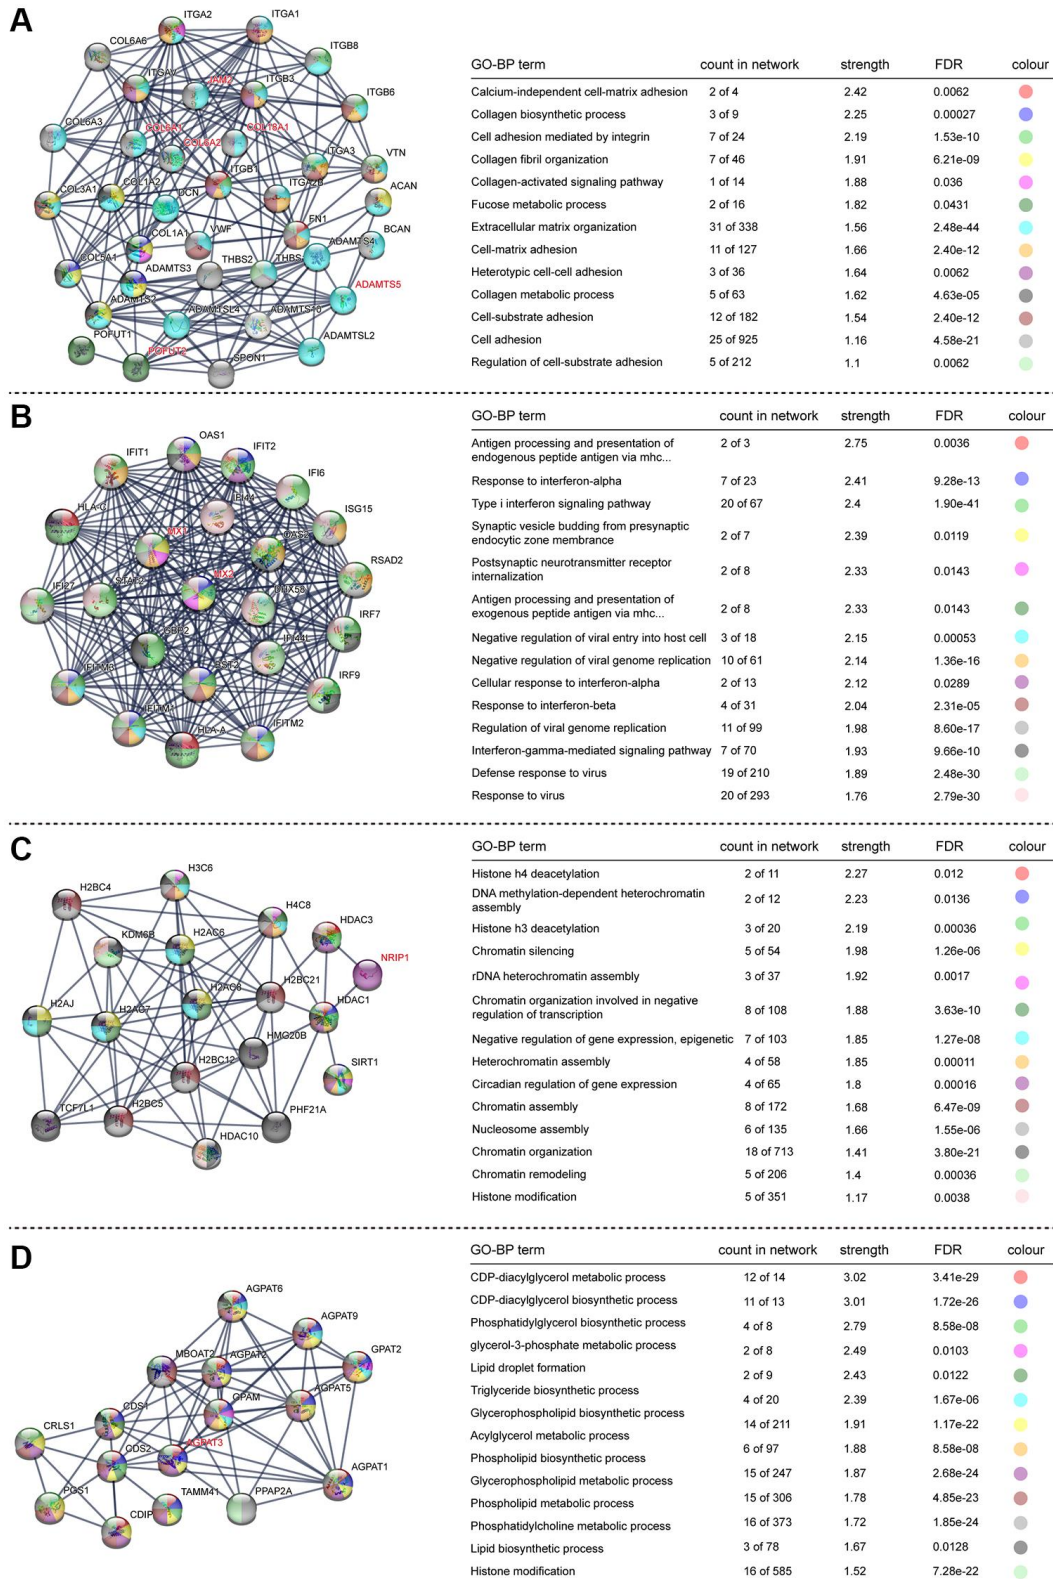 A
ITGA2
ITGA1
COL6A6
ITGB8
ITGAV
JAM2
ITGB3
ITGB6
COL6A3
COL6A1
COL18A1
COL6A2
ITGA3
VTN
ITGB1
COL3A1
COL1A2
DCN
ITGA2B
ACAN
FN1
COL1A1
VWF
ADAMTS4
BCAN
COL5A1
ADAMTS3
THBS2
THBS
ADAMTS5
ADAMTS2
ADAMTSL4
ADAMTS10
POFUT1
POFUT2
ADAMTSL2
SPON1
GO-BP term count in network strength FDR colour
Calcium-independent cell-matrix adhesion 2 of 4 2.42 0.0062
Collagen biosynthetic process 3 of 9 2.25 0.00027
Cell adhesion mediated by integrin 7 of 24 2.19 1.53e-10
Collagen fibril organization 7 of 46 1.91 6.21e-09
Collagen-activated signaling pathway 1 of 14 1.88 0.036
Fucose metabolic process 2 of 16 1.82 0.0431
Extracellular matrix organization 31 of 338 1.56 2.48e-44
Cell-matrix adhesion 11 of 127 1.66 2.40e-12
Heterotypic cell-cell adhesion 3 of 36 1.64 0.0062
Collagen metabolic process 5 of 63 1.62 4.63e-05
Cell-substrate adhesion 12 of 182 1.54 2.40e-12
Cell adhesion 25 of 925 1.16 4.58e-21
Regulation of cell-substrate adhesion 5 of 212 1.1 0.0062
B
OAS1
IFIT1
IFIT2
IFI6
IFI44
HLA-C
ISG15
MX1
OAS2
RSAD2
IFI27
STAT2
MX2
DHX58
IRF7
GBP2
IFI44L
IFITM3
BST2
IRF9
IFITM1
HLA-A
IFITM2
GO-BP term count in network strength FDR colour
Antigen processing and presentation of
endogenous peptide antigen via mhc... 2 of 3 2.75 0.0036
Response to interferon-alpha 7 of 23 2.41 9.28e-13
Type i interferon signaling pathway 20 of 67 2.4 1.90e-41
Synaptic vesicle budding from presynaptic
endocytic zone membrance 2 of 7 2.39 0.0119
Postsynaptic neurotransmitter receptor
internalization 2 of 8 2.33 0.0143
Antigen processing and presentation of
exogenous peptide antigen via mhc... 2 of 8 2.33 0.0143
Negative regulation of viral entry into host cell 3 of 18 2.15 0.00053
Negative regulation of viral genome replication 10 of 61 2.14 1.36e-16
Cellular response to interferon-alpha 2 of 13 2.12 0.0289
Response to interferon-beta 4 of 31 2.04 2.31e-05
Regulation of viral genome replication 11 of 99 1.98 8.60e-17
Interferon-gamma-mediated signaling pathway 7 of 70 1.93 9.66e-10
Defense response to virus 19 of 210 1.89 2.48e-30
Response to virus 20 of 293 1.76 2.79e-30
C
H3C6
H2BC4
H4C8
HDAC3
KDM6B
H2AC6
NRIP1
H2AC8
H2BC21
H2AJ
H2AC7
HDAC1
HMG20B
H2BC12
SIRT1
TCF7L1
H2BC5
PHF21A
HDAC10
GO-BP term count in network strength FDR colour
Histone h4 deacetylation 2 of 11 2.27 0.012
DNA methylation-dependent heterochromatin
assembly 2 of 12 2.23 0.0136
Histone h3 deacetylation 3 of 20 2.19 0.00036
Chromatin silencing 5 of 54 1.98 1.26e-06
rDNA heterochromatin assembly 3 of 37 1.92 0.0017
Chromatin organization involved in negative
regulation of transcription 8 of 108 1.88 3.63e-10
Negative regulation of gene expression, epigenetic 7 of 103 1.85 1.27e-08
Heterochromatin assembly 4 of 58 1.85 0.00011
Circadian regulation of gene expression 4 of 65 1.8 0.00016
Chromatin assembly 8 of 172 1.68 6.47e-09
Nucleosome assembly 6 of 135 1.66 1.55e-06
Chromatin organization 18 of 713 1.41 3.80e-21
Chromatin remodeling 5 of 206 1.4 0.00036
Histone modification 5 of 351 1.17 0.0038
D
AGPAT6
AGPAT9
MBOAT2
AGPAT2
GPAT2
GPAM
AGPAT5
CDS1
CRLS1
AGPAT3
CDS2
AGPAT1
PGS1
TAMM41
PPAP2A
CDIP
GO-BP term count in network strength FDR colour
CDP-diacylglycerol metabolic process 12 of 14 3.02 3.41e-29
CDP-diacylglycerol biosynthetic process 11 of 13 3.01 1.72e-26
Phosphatidylglycerol biosynthetic process 4 of 8 2.79 8.58e-08
glycerol-3-phosphate metabolic process 2 of 8 2.49 0.0103
Lipid droplet formation 2 of 9 2.43 0.0122
Triglyceride biosynthetic process 4 of 20 2.39 1.67e-06
Glycerophospholipid biosynthetic process 14 of 211 1.91 1.17e-22
Acylglycerol metabolic process 6 of 97 1.88 8.58e-08
Phospholipid biosynthetic process 15 of 247 1.87 2.68e-24
Glycerophospholipid metabolic process 15 of 306 1.78 4.85e-23
Phospholipid metabolic process 16 of 373 1.72 1.85e-24
Phosphatidylcholine metabolic process 3 of 78 1.67 0.0128
Lipid biosynthetic process 16 of 585 1.52 7.28e-22
Histone modification